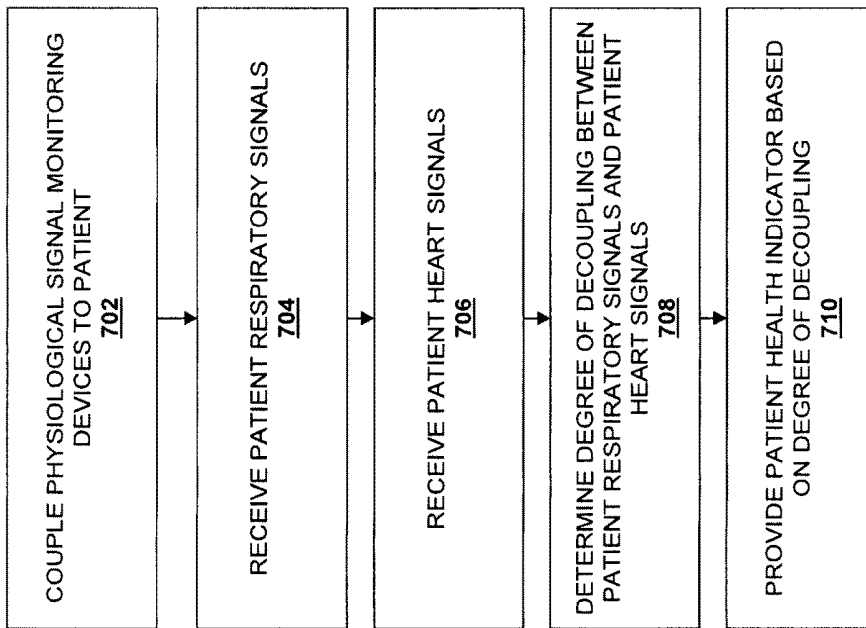 COUPLE PHYSIOLOGICAL SIGNAL MONITORING
DEVICES TO PATIENT
702
RECEIVE PATIENT RESPIRATORY SIGNALS
704
RECEIVE PATIENT HEART SIGNALS
706
DETERMINE DEGREE OF DECOUPLING BETWEEN
PATIENT RESPIRATORY SIGNALS AND PATIENT
HEART SIGNALS
708
PROVIDE PATIENT HEALTH INDICATOR BASED
ON DEGREE OF DECOUPLING
710